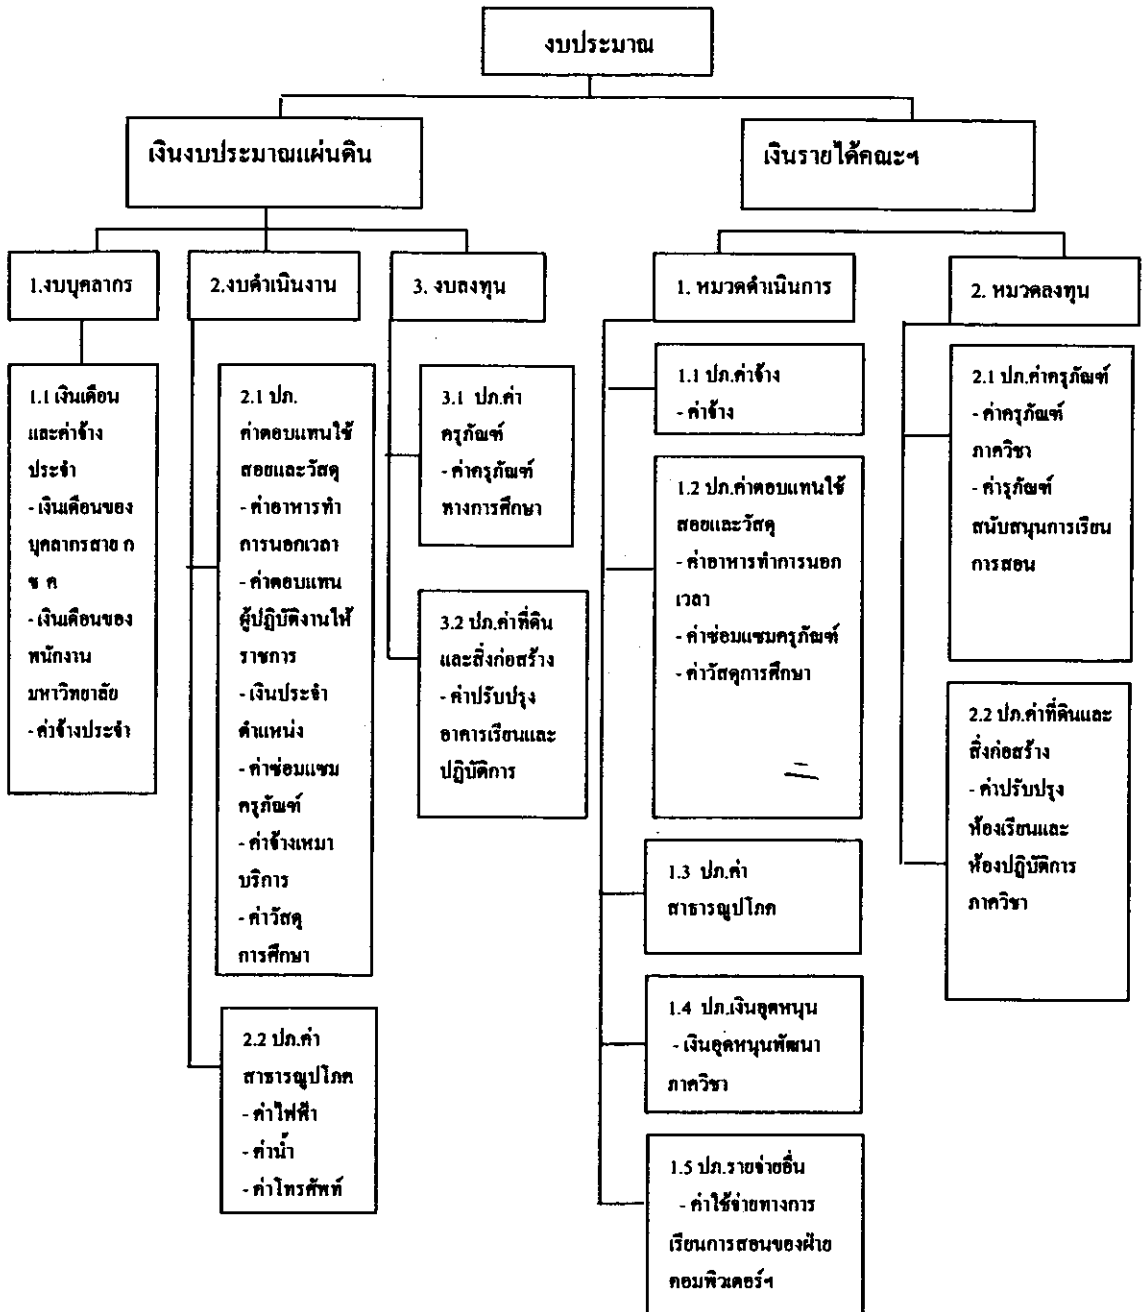 งบประมาณ
เงินงบประมาณแผ่นดิน
เงินรายได้คณะฯ
1.งบบุคลากร
2.งบดำเนินงาน
3. งบลงทุน
1. หมวดดำเนินการ
2. หมวดลงทุน
1.1 เงินเดือน
และค่าจ้าง
ประจำ
- เงินเดือนของ
บุคลากรสาย ก
ข ค
- เงินเดือนของ
พนักงาน
มหาวิทยาลัย
- ค่าจ้างประจำ
2.1 ปภ.
ค่าตอบแทนใช้
สอยและวัสดุ
- ค่าอาหารทำ
การนอกเวลา
- ค่าตอบแทน
ผู้ปฏิบัติงานให้
ราชการ
- เงินประจำ
ตำแหน่ง
- ค่าซ่อมแซม
ครุภัณฑ์
- ค่าจ้างเหมา
บริการ
- ค่าวัสดุ
การศึกษา
2.2 ปภ.ค่า
สาธารณูปโภค
- ค่าไฟฟ้า
- ค่าน้ำ
- ค่าโทรศัพท์
3.1 ปภ.ค่า
ครุภัณฑ์
- ค่าครุภัณฑ์
ทางการศึกษา
3.2 ปภ.ค่าที่ดิน
และสิ่งก่อสร้าง
- ค่าปรับปรุง
อาคารเรียนและ
ปฏิบัติการ
1.1 ปภ.ค่าจ้าง
- ค่าจ้าง
1.2 ปภ.ค่าตอบแทนใช้
สอยและวัสดุ
- ค่าอาหารทำการนอก
เวลา
- ค่าซ่อมแซมครุภัณฑ์
- ค่าวัสดุการศึกษา
1.3 ปภ.ค่า
สาธารณูปโภค
1.4 ปภ.เงินอุดหนุน
- เงินอุดหนุนพัฒนา
ภาควิชา
1.5 ปภ.รายจ่ายอื่น
- ค่าใช้จ่ายทางการ
เรียนการสอนของฝ่าย
คอมพิวเตอร์ฯ
2.1 ปภ.ค่าครุภัณฑ์
- ค่าครุภัณฑ์
ภาควิชา
- ค่ารุภัณฑ์
สนับสนุนการเรียน
การสอน
2.2 ปภ.ค่าที่ดินและ
สิ่งก่อสร้าง
- ค่าปรับปรุง
ห้องเรียนและ
ห้องปฏิบัติการ
ภาควิชา